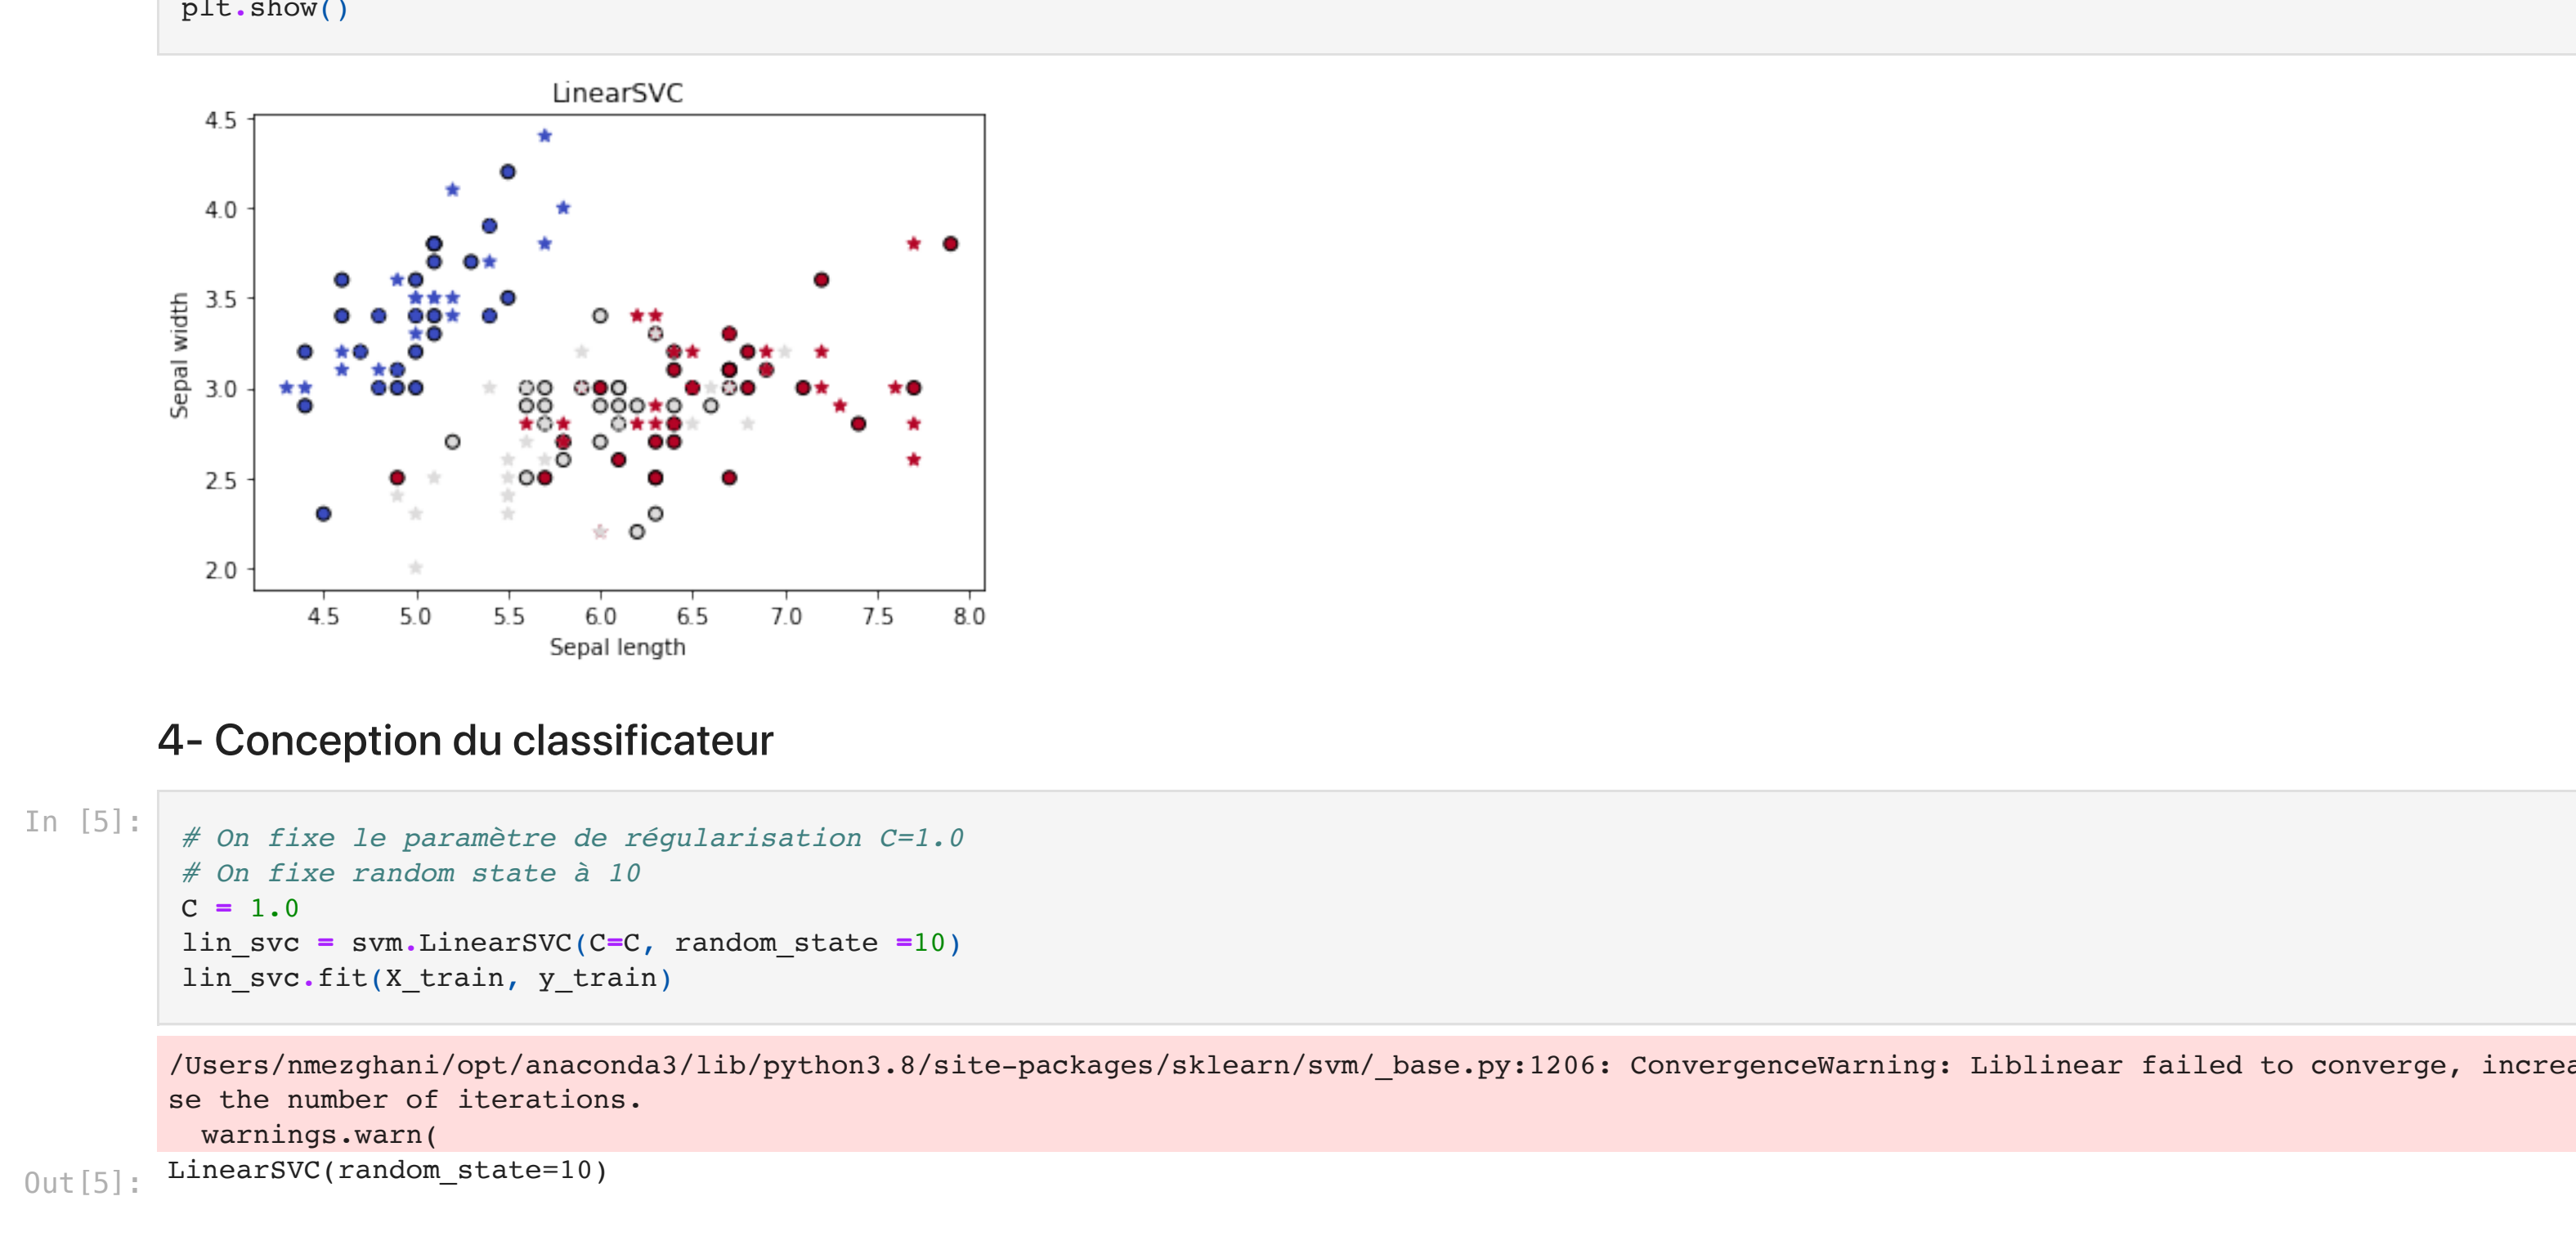 plt.show()
LinearSVC
4.5
4.0
3.5
3.0
2.5
2.0
Sepal width
4.5 5.0 5.5 6.0 6.5 7.0 7.5 8.0
Sepal length
4- Conception du classificateur
In [5]:
# On fixe le paramètre de régularisation C=1.0
# On fixe random state à 10
C = 1.0
lin_svc = svm.LinearSVC(C=C, random_state =10)
lin_svc.fit(X_train, y_train)
/Users/nmezghani/opt/anaconda3/lib/python3.8/site-packages/sklearn/svm/_base.py:1206: ConvergenceWarning: Liblinear failed to converge, increa
se the number of iterations.
warnings.warn(
Out[5]: LinearSVC(random_state=10)